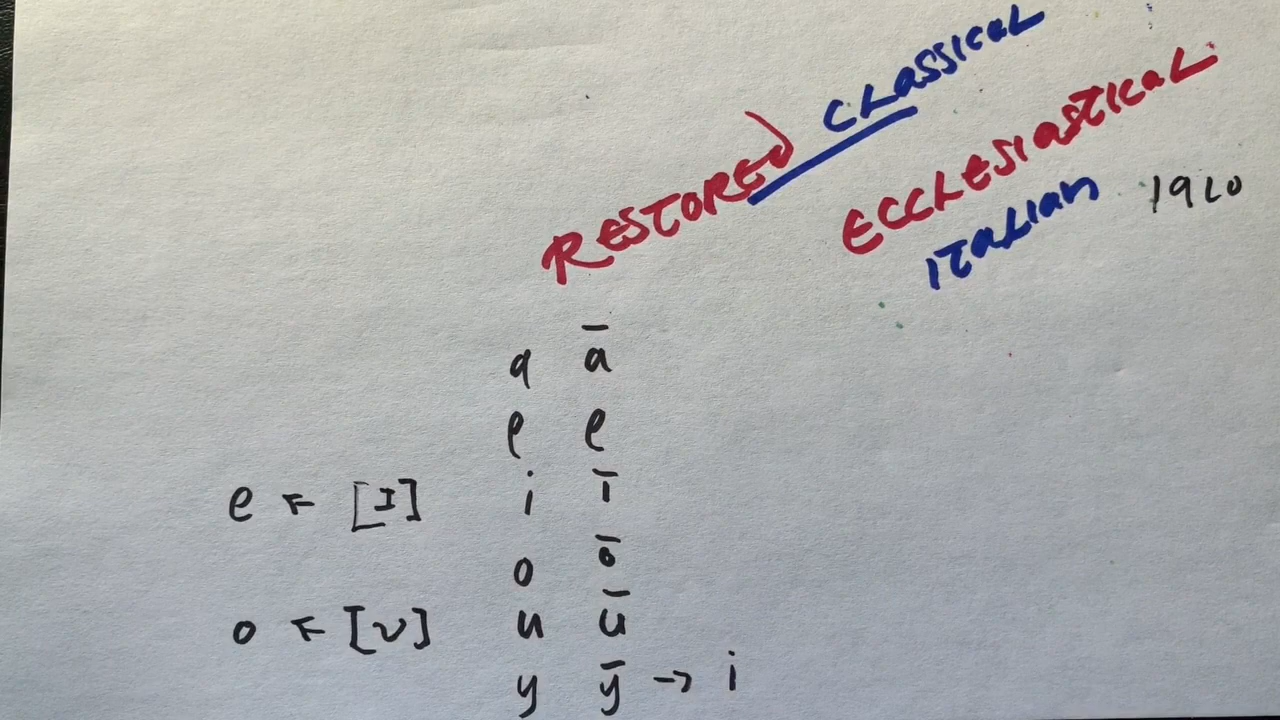 RESTORED CLASSICAL
ECCLESIASTICAL
ITALIAN 1920
a ā
e e
e ← [I] i ī
o ō
o ← [ʊ] u ū
y ȳ → i